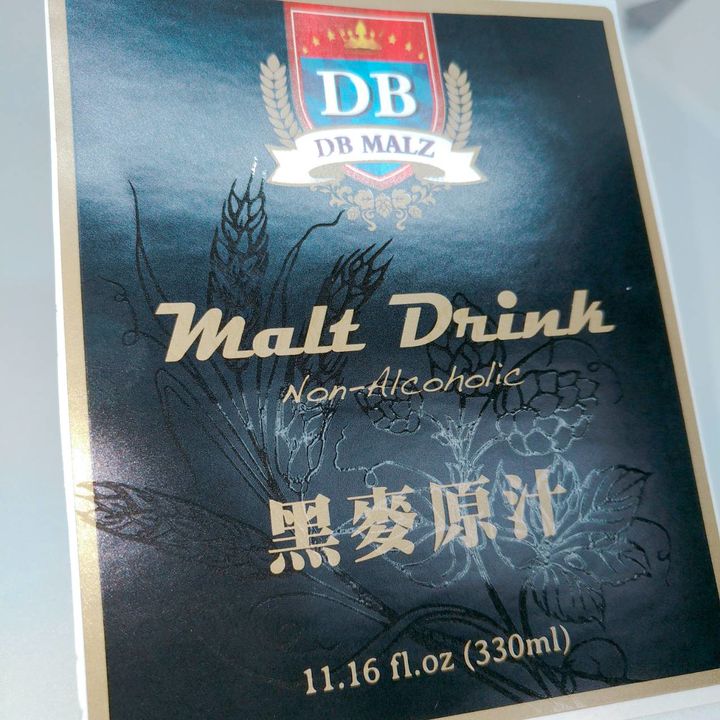 DB
DB MALZ
Malt Drink
Non-Alcoholic
黑麥原汁
11.16 fl.oz (330ml)